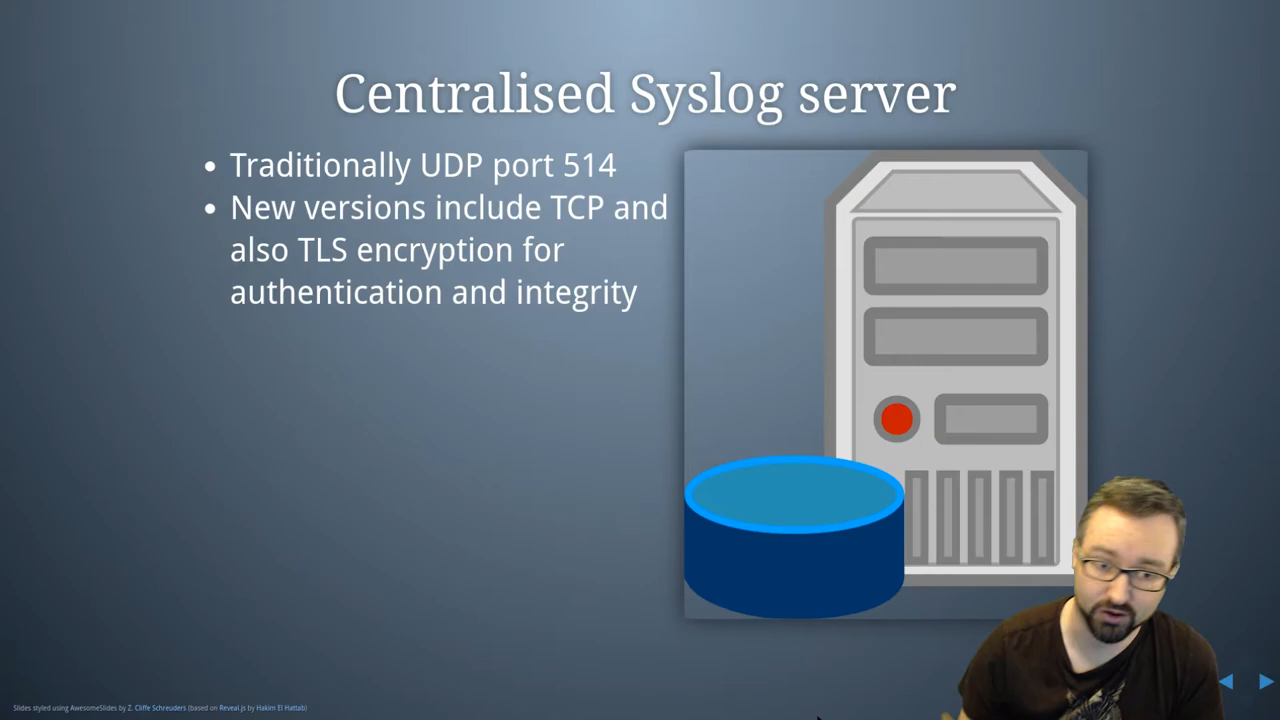 Centralised Syslog server
Traditionally UDP port 514
New versions include TCP and
also TLS encryption for
authentication and integrity
Slides styled using AwesomeSlides by Z. Cliffe Schreuders (based on Reveal.js by Hakim El Hattab)